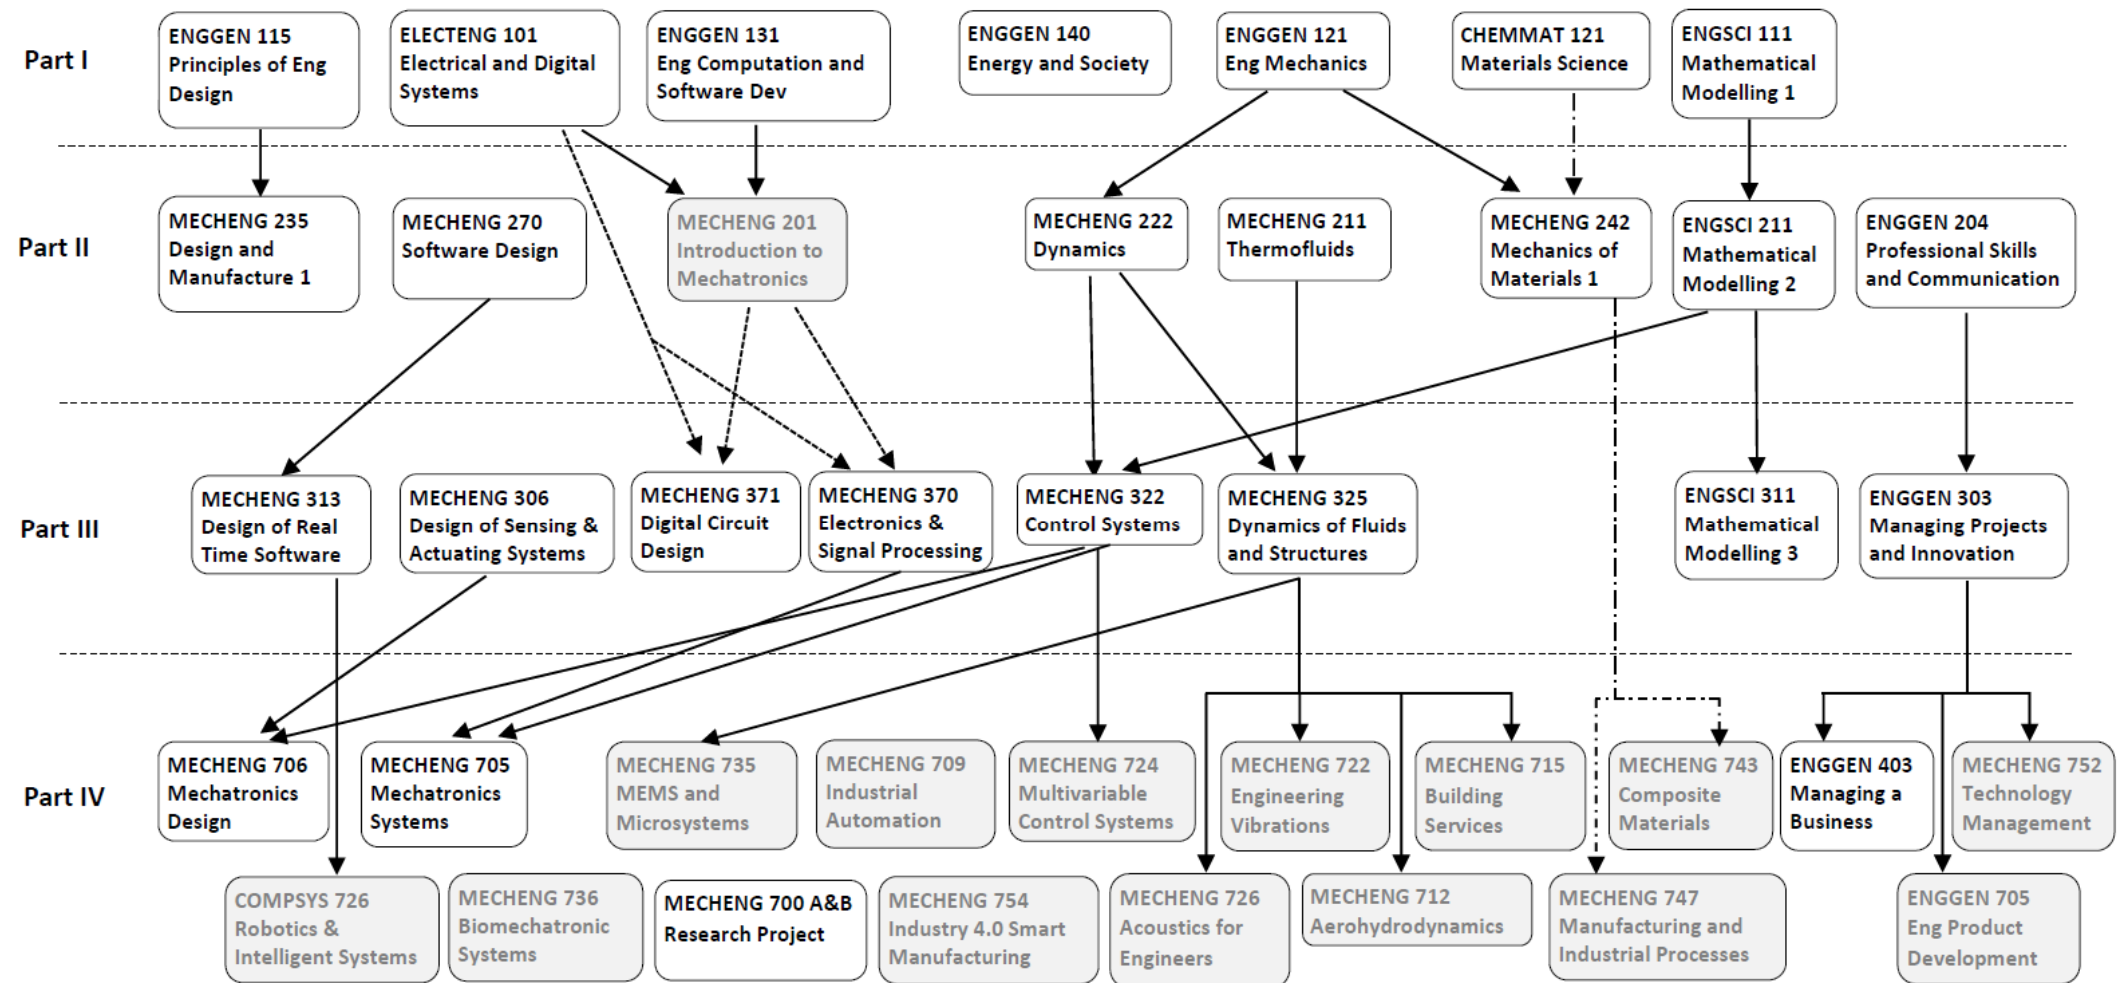 Part I
ENGGEN 115
Principles of Eng
Design
ELECTENG 101
Electrical and Digital
Systems
ENGGEN 131
Eng Computation and
Software Dev
ENGGEN 140
Energy and Society
ENGGEN 121
Eng Mechanics
CHEMMAT 121
Materials Science
ENGSCI 111
Mathematical
Modelling 1
Part II
MECHENG 235
Design and
Manufacture 1
MECHENG 270
Software Design
MECHENG 201
Introduction to
Mechatronics
MECHENG 222
Dynamics
MECHENG 211
Thermofluids
MECHENG 242
Mechanics of
Materials 1
ENGSCI 211
Mathematical
Modelling 2
ENGGEN 204
Professional Skills
and Communication
Part III
MECHENG 313
Design of Real
Time Software
MECHENG 306
Design of Sensing &
Actuating Systems
MECHENG 371
Digital Circuit
Design
MECHENG 370
Electronics &
Signal Processing
MECHENG 322
Control Systems
MECHENG 325
Dynamics of Fluids
and Structures
ENGSCI 311
Mathematical
Modelling 3
ENGGEN 303
Managing Projects
and Innovation
Part IV
MECHENG 706
Mechatronics
Design
MECHENG 705
Mechatronics
Systems
MECHENG 735
MEMS and
Microsystems
MECHENG 709
Industrial
Automation
MECHENG 724
Multivariable
Control Systems
MECHENG 722
Engineering
Vibrations
MECHENG 715
Building
Services
MECHENG 743
Composite
Materials
ENGGEN 403
Managing a
Business
MECHENG 752
Technology
Management
COMPSYS 726
Robotics &
Intelligent Systems
MECHENG 736
Biomechatronic
Systems
MECHENG 700 A&B
Research Project
MECHENG 754
Industry 4.0 Smart
Manufacturing
MECHENG 726
Acoustics for
Engineers
MECHENG 712
Aerohydrodynamics
MECHENG 747
Manufacturing and
Industrial Processes
ENGGEN 705
Eng Product
Development